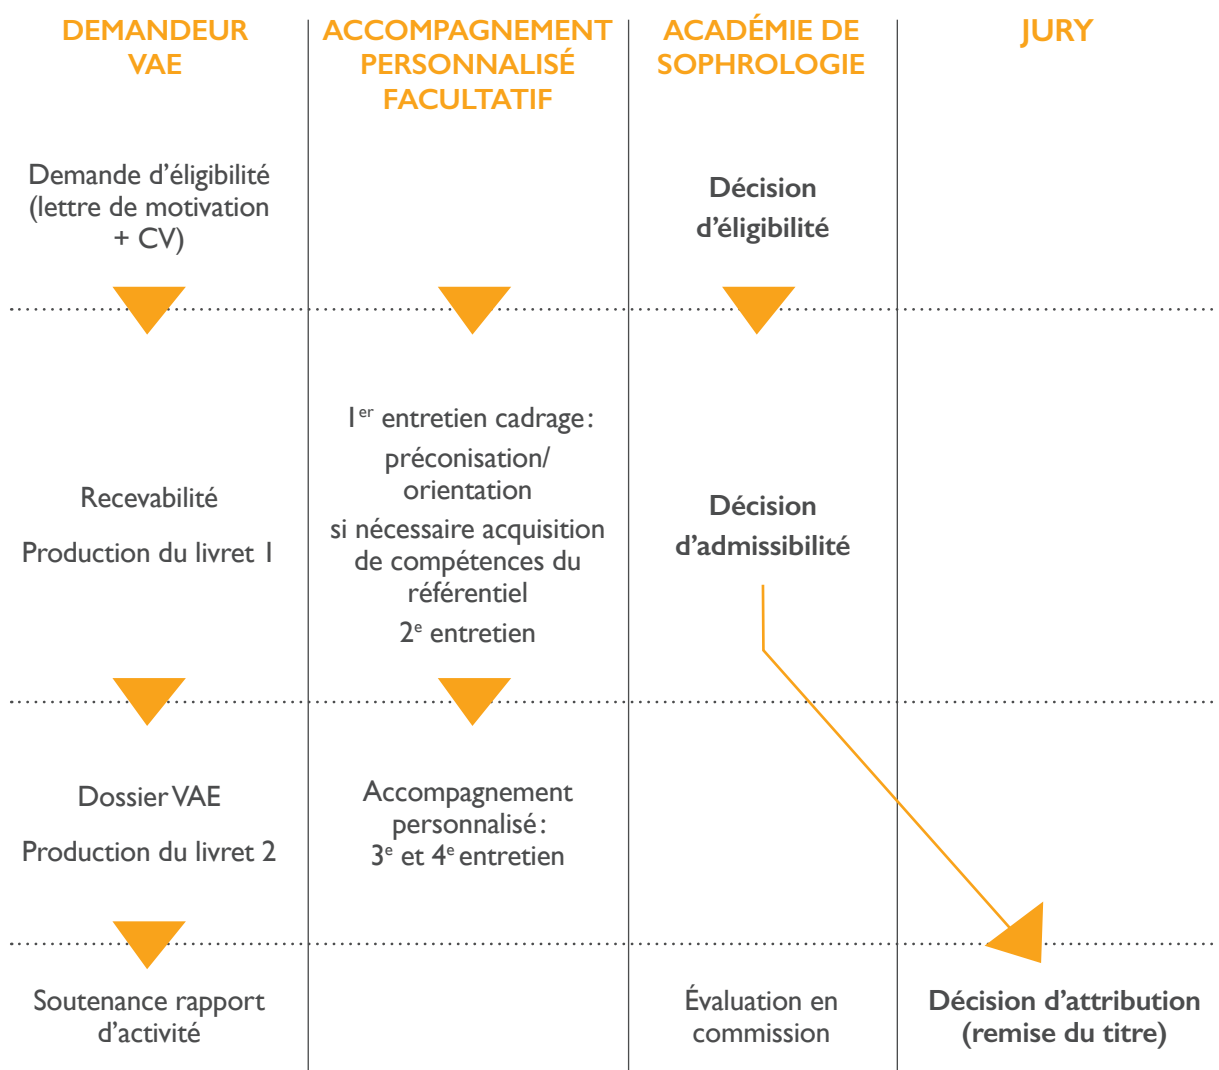 DEMANDEUR
VAE
ACCOMPAGNEMENT
PERSONNALISÉ
FACULTATIF
ACADÉMIE DE
SOPHROLOGIE
JURY
Demande d’éligibilité
(lettre de motivation
+ CV)
Décision
d’éligibilité
Recevabilité
Production du livret 1
1er entretien cadrage :
préconisation/
orientation
si nécessaire acquisition
de compétences du
référentiel
2e entretien
Décision
d’admissibilité
Dossier VAE
Production du livret 2
Accompagnement
personnalisé :
3e et 4e entretien
Soutenance rapport
d’activité
Évaluation en
commission
Décision d’attribution
(remise du titre)